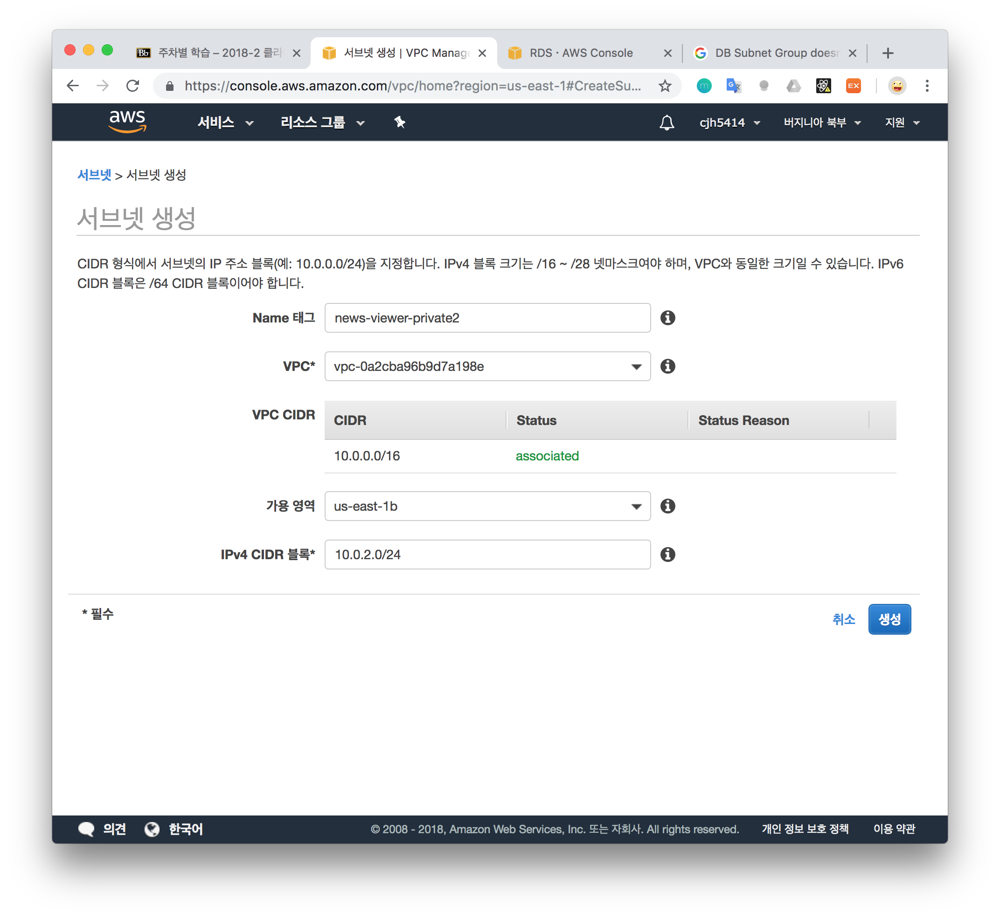 Bb 주차별 학습 – 2018-2 클라
서브넷 생성 | VPC Manage
RDS · AWS Console
DB Subnet Group doesn
https://console.aws.amazon.com/vpc/home?region=us-east-1#CreateSu...
m
G
EX
aws
서비스
리소스 그룹
cjh5414
버지니아 북부
지원
서브넷 > 서브넷 생성
서브넷 생성
CIDR 형식에서 서브넷의 IP 주소 블록(예: 10.0.0.0/24)을 지정합니다. IPv4 블록 크기는 /16 ~ /28 넷마스크여야 하며, VPC와 동일한 크기일 수 있습니다. IPv6
CIDR 블록은 /64 CIDR 블록이어야 합니다.
Name 태그 news-viewer-private2
VPC* vpc-0a2cba96b9d7a198e
VPC CIDR CIDR Status Status Reason
10.0.0.0/16 associated
가용 영역 us-east-1b
IPv4 CIDR 블록* 10.0.2.0/24
* 필수
취소 생성
의견 한국어 © 2008 - 2018, Amazon Web Services, Inc. 또는 자회사. All rights reserved. 개인 정보 보호 정책 이용 약관